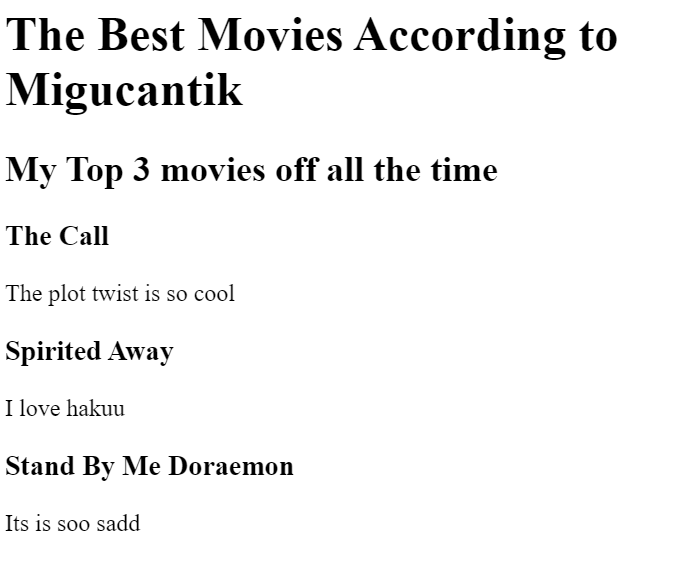 The Best Movies According to
Migucantik
My Top 3 movies off all the time
The Call
The plot twist is so cool
Spirited Away
I love hakuu
Stand By Me Doraemon
Its is soo sadd